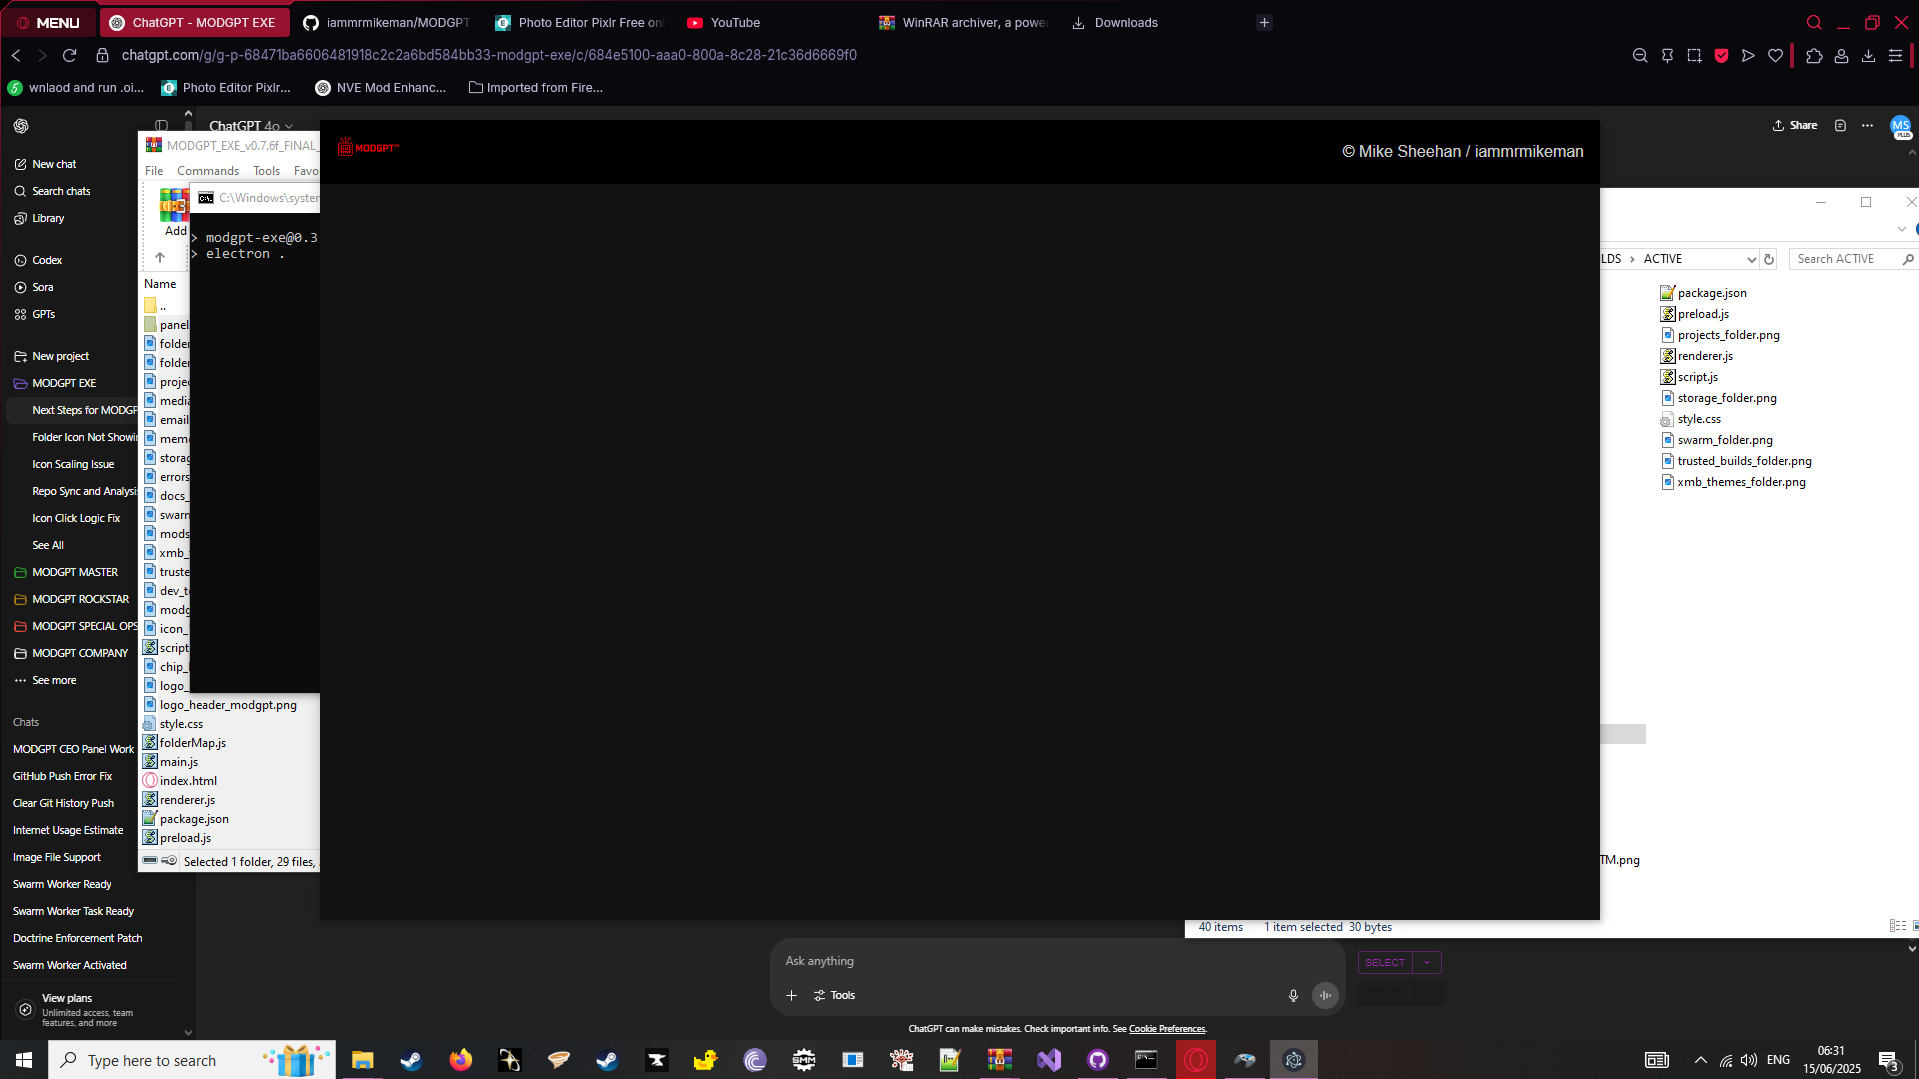 MENU
ChatGPT - MODGPT EXE
iammrmikeman/MODGPT
Photo Editor Pixlr Free onl
YouTube
WinRAR archiver, a power
Downloads
chatgpt.com/g/g-p-68471ba6606481918c2c2a6bd584bb33-modgpt-exe/c/684e5100-aaa0-800a-8c28-21c36d6669f0
wnlaod and run .oi...
Photo Editor Pixlr...
NVE Mod Enhanc...
Imported from Fire...
ChatGPT 4o
Share
MS
PLUS
New chat
Search chats
Library
Codex
Sora
GPTs
New project
MODGPT EXE
Next Steps for MODGP
Folder Icon Not Showi
Icon Scaling Issue
Repo Sync and Analysi
Icon Click Logic Fix
See All
MODGPT MASTER
MODGPT ROCKSTAR
MODGPT SPECIAL OPS
MODGPT COMPANY
See more
Chats
MODGPT CEO Panel Work
GitHub Push Error Fix
Clear Git History Push
Internet Usage Estimate
Image File Support
Swarm Worker Ready
Swarm Worker Task Ready
Doctrine Enforcement Patch
Swarm Worker Activated
View plans
Unlimited access, team
features, and more
MODGPT_EXE_v0.7.6f_FINAL_
File Commands Tools Favo
Add
Name
..
panel
folder
folder
projec
media
email
mem
storag
errors
docs_
swarn
mods
xmb_
truste
dev_t
modg
icon_
script
chip_
logo_
logo_header_modgpt.png
style.css
folderMap.js
main.js
index.html
renderer.js
package.json
preload.js
Selected 1 folder, 29 files,
C:\Windows\system
> modgpt-exe@0.3
> electron .
MODGPT™
© Mike Sheehan / iammrmikeman
LDS > ACTIVE
Search ACTIVE
package.json
preload.js
projects_folder.png
renderer.js
script.js
storage_folder.png
style.css
swarm_folder.png
trusted_builds_folder.png
xmb_themes_folder.png
TM.png
40 items 1 item selected 30 bytes
Ask anything
Tools
SELECT
ChatGPT can make mistakes. Check important info. See Cookie Preferences.
Type here to search
SMM
ENG
06:31
15/06/2025
3